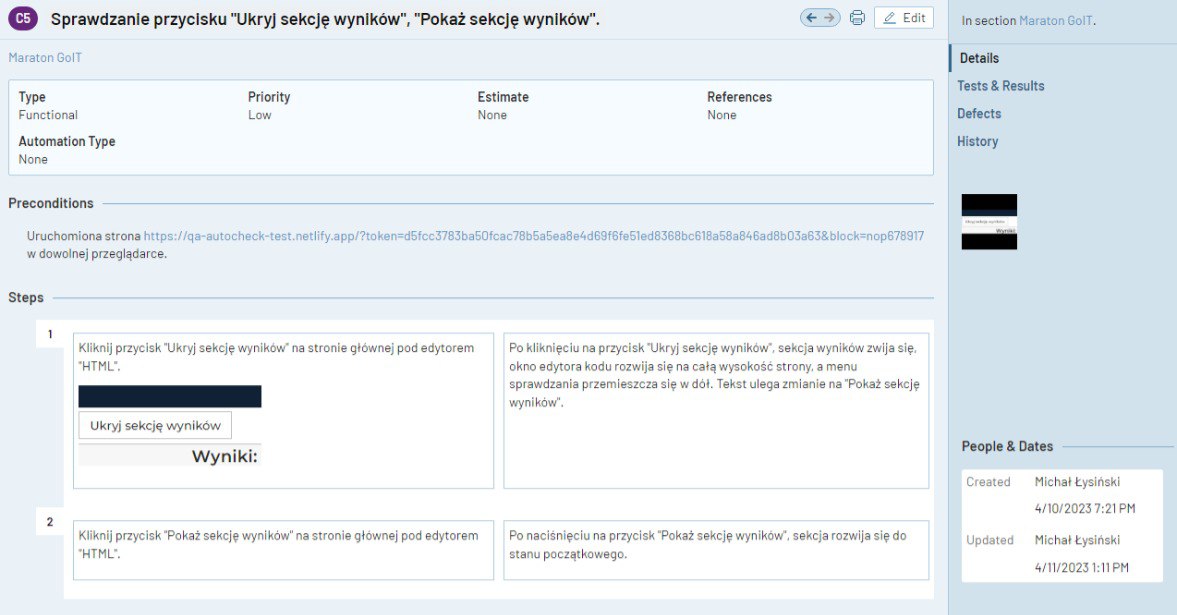 C5 Sprawdzanie przycisku "Ukryj sekcję wyników", "Pokaż sekcję wyników".
Edit
Maraton GoIT
Type
Functional
Priority
Low
Estimate
None
References
None
Automation Type
None
Preconditions
Uruchomiona strona https://qa-autocheck-test.netlify.app/?token=d5fcc3783ba50fcac78b5a5ea8e4d69f6fe51ed8368bc618a58a846ad8b03a63&block=nop678917
w dowolnej przeglądarce.
Steps
1
Kliknij przycisk "Ukryj sekcję wyników" na stronie głównej pod edytorem
"HTML".
Ukryj sekcję wyników
Wyniki:
Po kliknięciu na przycisk "Ukryj sekcję wyników", sekcja wyników zwija się,
okno edytora kodu rozwija się na całą wysokość strony, a menu
sprawdzania przemieszcza się w dół. Tekst ulega zmianie na "Pokaż sekcję
wyników".
2
Kliknij przycisk "Pokaż sekcję wyników" na stronie głównej pod edytorem
"HTML".
Po naciśnięciu na przycisk "Pokaż sekcję wyników", sekcja rozwija się do
stanu początkowego.
In section Maraton GoIT.
Details
Tests & Results
Defects
History
Ukryj sekcję wyników
Wyniki:
People & Dates
Created Michał Łysiński
4/10/2023 7:21 PM
Updated Michał Łysiński
4/11/2023 1:11 PM